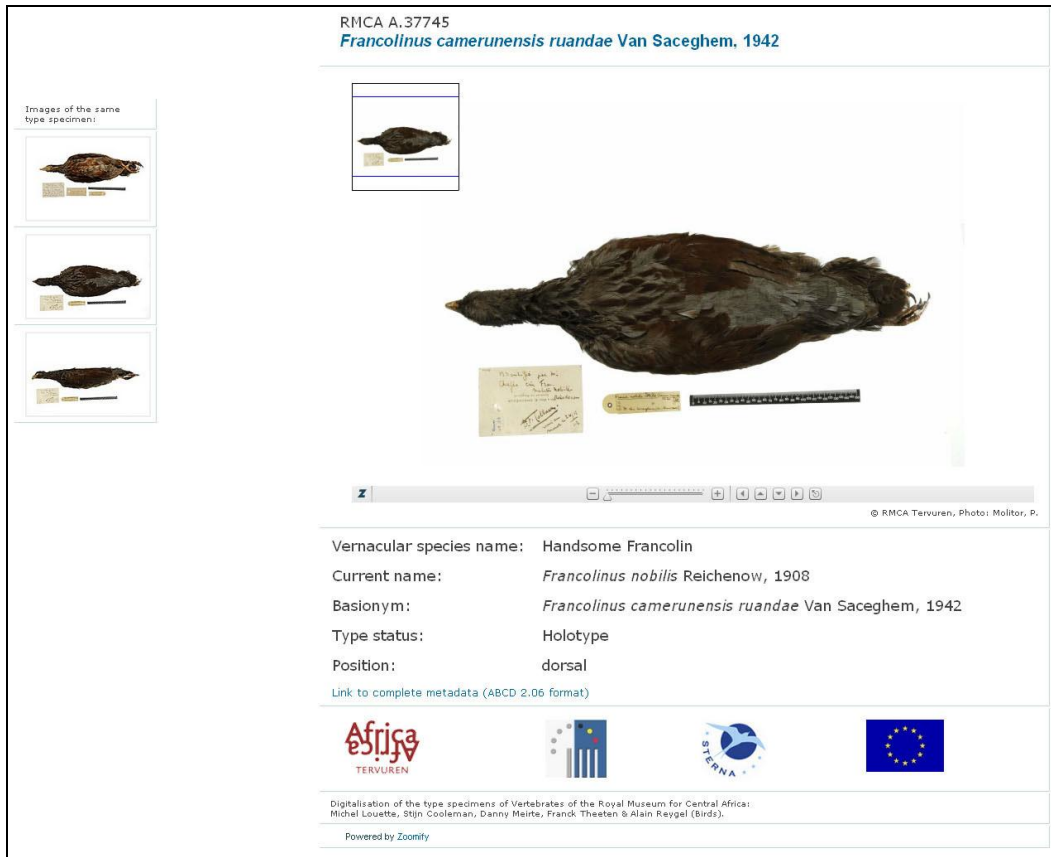 RMCA A.37745
Francolinus camerunensis ruandae Van Saceghem, 1942
Images of the same
type specimen:
Z
© RMCA Tervuren, Photo: Molitor, P.
Vernacular species name: Handsome Francolin
Current name: Francolinus nobilis Reichenow, 1908
Basionym: Francolinus camerunensis ruandae Van Saceghem, 1942
Type status: Holotype
Position: dorsal
Link to complete metadata (ABCD 2.06 format)
Africa
TERVUREN
STERNA
Digitalisation of the type specimens of Vertebrates of the Royal Museum for Central Africa:
Michel Louette, Stijn Cooleman, Danny Meirte, Franck Theeten & Alain Reygel (Birds).
Powered by Zoomify